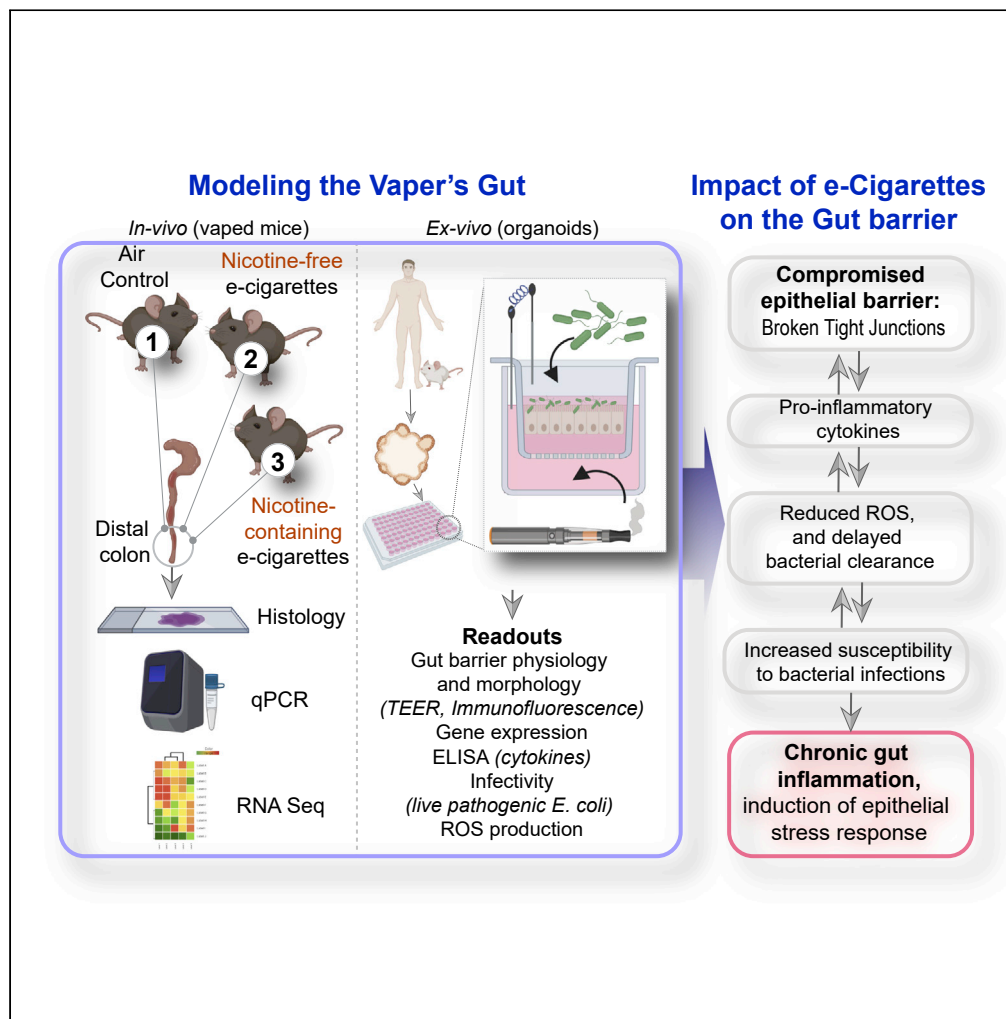 Modeling the Vaper's Gut
In-vivo (vaped mice)
Air
Control
Nicotine-free
e-cigarettes
1
2
3
Nicotine-
containing
e-cigarettes
Distal
colon
Histology
qPCR
RNA Seq
Ex-vivo (organoids)
Readouts
Gut barrier physiology
and morphology
(TEER, Immunofluorescence)
Gene expression
ELISA (cytokines)
Infectivity
(live pathogenic E. coli)
ROS production
Impact of e-Cigarettes
on the Gut barrier
Compromised
epithelial barrier:
Broken Tight Junctions
Pro-inflammatory
cytokines
Reduced ROS,
and delayed
bacterial clearance
Increased susceptibility
to bacterial infections
Chronic gut
inflammation,
induction of epithelial
stress response